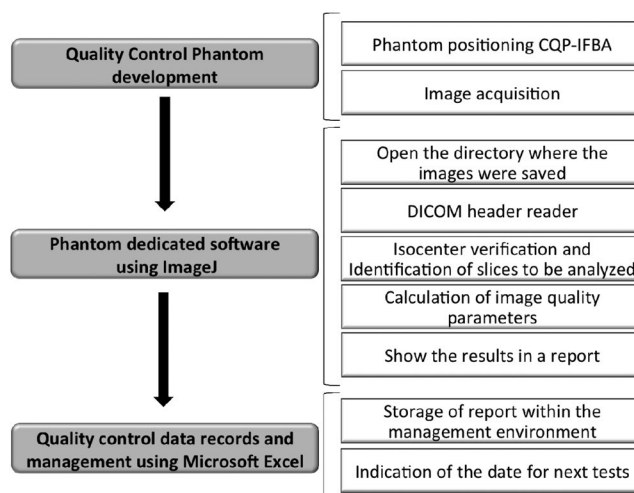 Quality Control Phantom
development
Phantom positioning CQP-IFBA
Image acquisition
Phantom dedicated software
using ImageJ
Open the directory where the
images were saved
DICOM header reader
Isocenter verification and
Identification of slices to be analyzed
Calculation of image quality
parameters
Show the results in a report
Quality control data records and
management using Microsoft Excel
Storage of report within the
management environment
Indication of the date for next tests